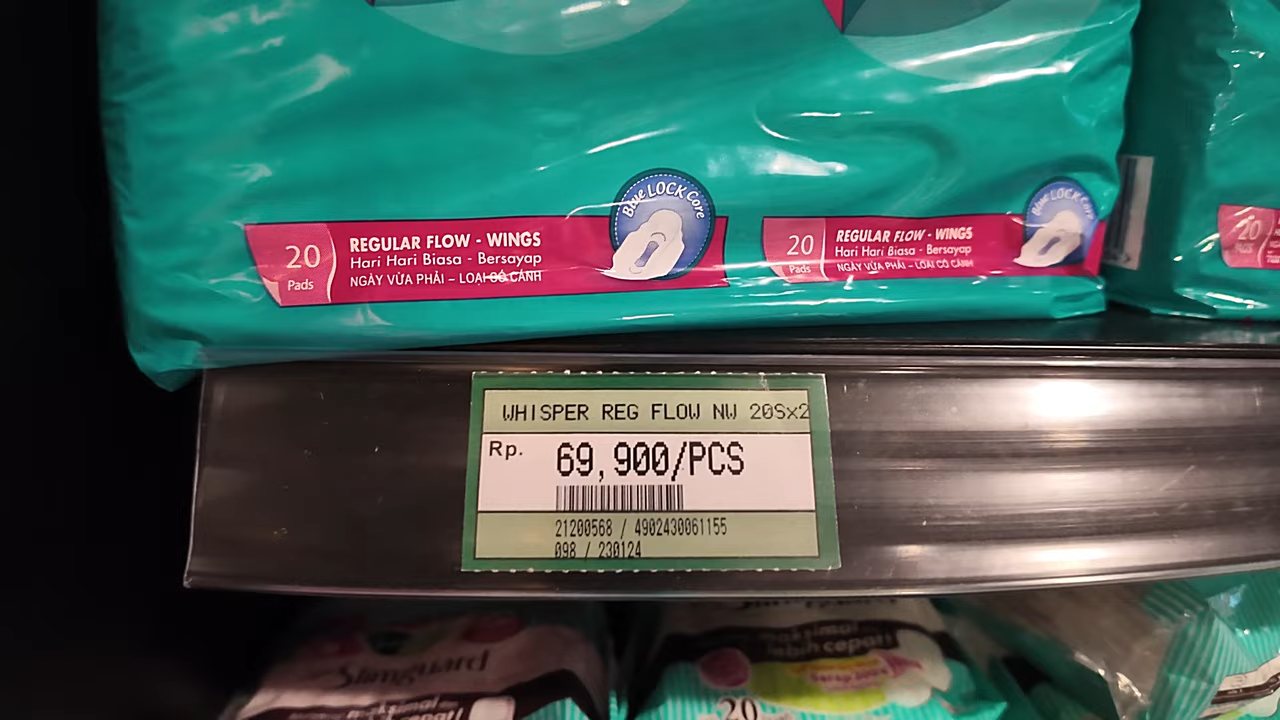 Blue LOCK Core
20
Pads
REGULAR FLOW - WINGS
Hari Hari Biasa - Bersayap
NGÀY VỪA PHẢI – LOẠI CÓ CÁNH
Blue LOCK Core
20
Pads
REGULAR FLOW - WINGS
Hari Hari Biasa - Bersayap
NGÀY VỪA PHẢI – LOẠI CÓ CÁNH
20
WHISPER REG FLOW NW 20Sx2
Rp.
69,900/PCS
21200568 / 4902430061155
098 / 230124
Slimguard
maksimal
lebih cepat!
20